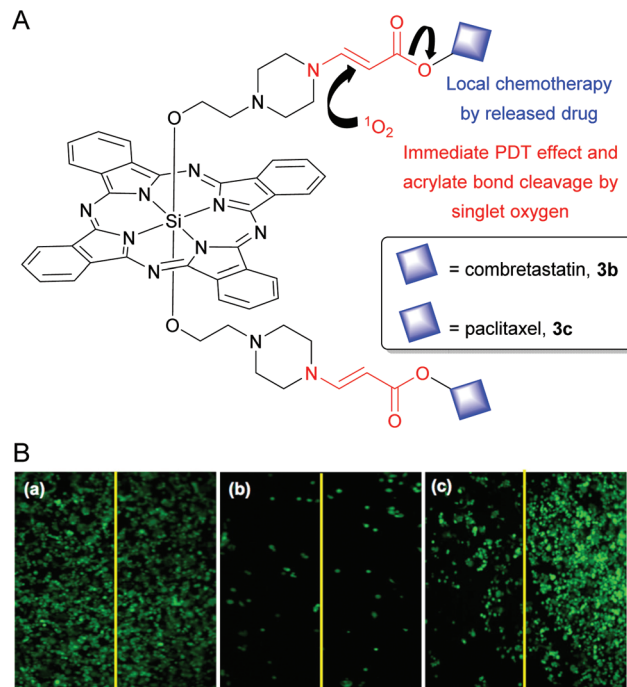 A
O
N
O
N
O
Local chemotherapy
by released drug
¹O₂
Immediate PDT effect and
acrylate bond cleavage by
singlet oxygen
N
N
N
N
Si
N
N
N
N
= combretastatin, 3b
= paclitaxel, 3c
O
N
N
O
O
B
(a)
(b)
(c)